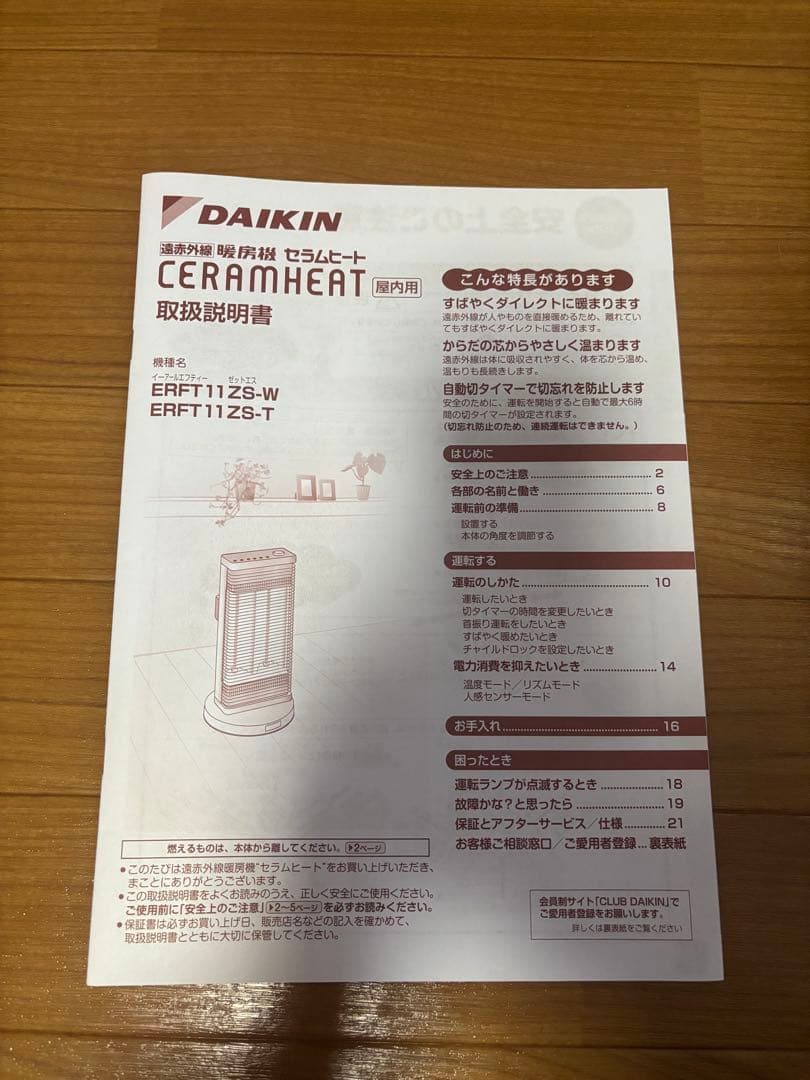 DAIKIN
遠赤外線 暖房機 セラムヒート
CERAMHEAT 屋内用
取扱説明書
機種名
イーアールエフティー ゼットエス
ERFT11ZS-W
ERFT11ZS-T
燃えるものは、本体から離してください。▶2ページ
●このたびは遠赤外線暖房機“セラムヒート”をお買い上げいただき、
まことにありがとうございます。
●この取扱説明書をよくお読みのうえ、正しく安全にご使用ください。
ご使用前に「安全上のご注意」▶2〜5ページを必ずお読みください。
●保証書は必ずお買い上げ日、販売店名などの記入を確かめて、
取扱説明書とともに大切に保管してください。
こんな特長があります
すばやくダイレクトに暖まります
遠赤外線が人やものを直接暖めるため、離れてい
てもすばやくダイレクトに暖まります。
からだの芯からやさしく温まります
遠赤外線は体に吸収されやすく、体を芯から温め、
温もりも長続きします。
自動切タイマーで切忘れを防止します
安全のために、運転を開始すると自動で最大6時
間の切タイマーが設定されます。
(切忘れ防止のため、連続運転はできません。)
はじめに
安全上のご注意 2
各部の名前と働き 6
運転前の準備 8
設置する
本体の角度を調節する
運転する
運転のしかた 10
運転したいとき
切タイマーの時間を変更したいとき
首振り運転をしたいとき
すばやく暖めたいとき
チャイルドロックを設定したいとき
電力消費を抑えたいとき 14
温度モード／リズムモード
人感センサーモード
お手入れ 16
困ったとき
運転ランプが点滅するとき 18
故障かな？と思ったら 19
保証とアフターサービス／仕様 21
お客様ご相談窓口／ご愛用者登録... 裏表紙
会員制サイト「CLUB DAIKIN」で
ご愛用者登録をお願いします。
詳しくは裏表紙をご覧ください